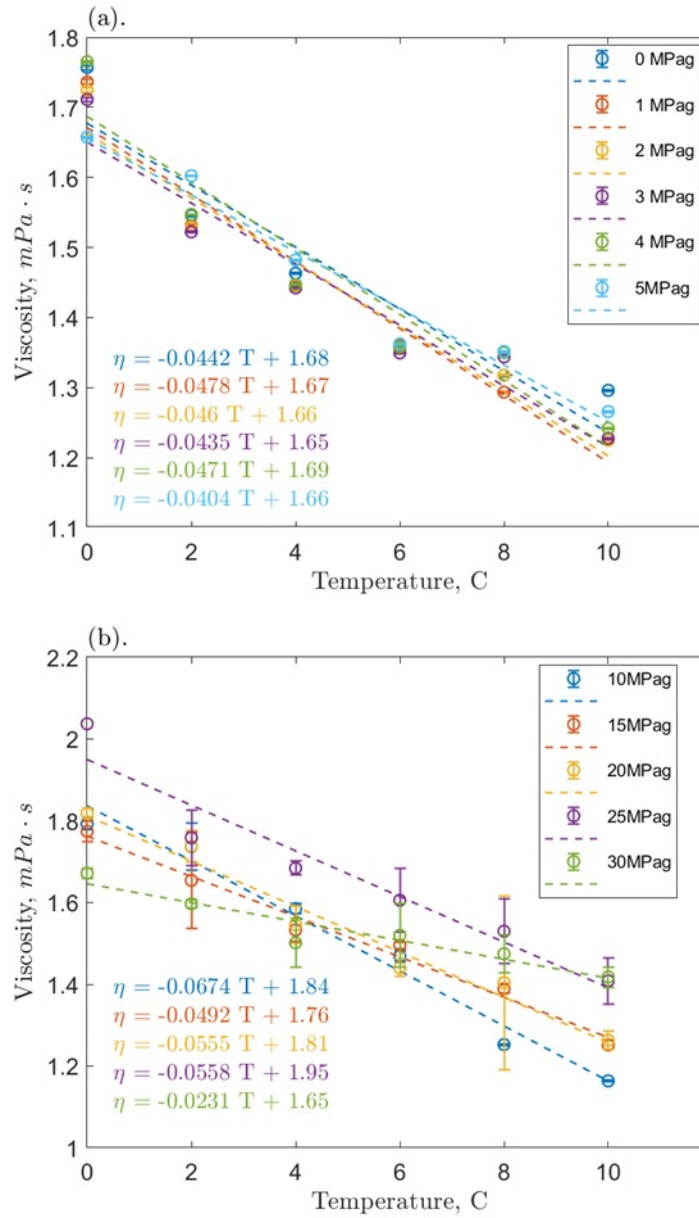 (a).
1.8
1.7
1.6
1.5
1.4
1.3
1.2
1.1
Viscosity, mPa · s
0 MPag
1 MPag
2 MPag
3 MPag
4 MPag
5MPag
η = -0.0442 T + 1.68
η = -0.0478 T + 1.67
η = -0.046 T + 1.66
η = -0.0435 T + 1.65
η = -0.0471 T + 1.69
η = -0.0404 T + 1.66
0 2 4 6 8 10
Temperature, C
(b).
2.2
2
1.8
1.6
1.4
1.2
1
Viscosity, mPa · s
10MPag
15MPag
20MPag
25MPag
30MPag
η = -0.0674 T + 1.84
η = -0.0492 T + 1.76
η = -0.0555 T + 1.81
η = -0.0558 T + 1.95
η = -0.0231 T + 1.65
0 2 4 6 8 10
Temperature, C